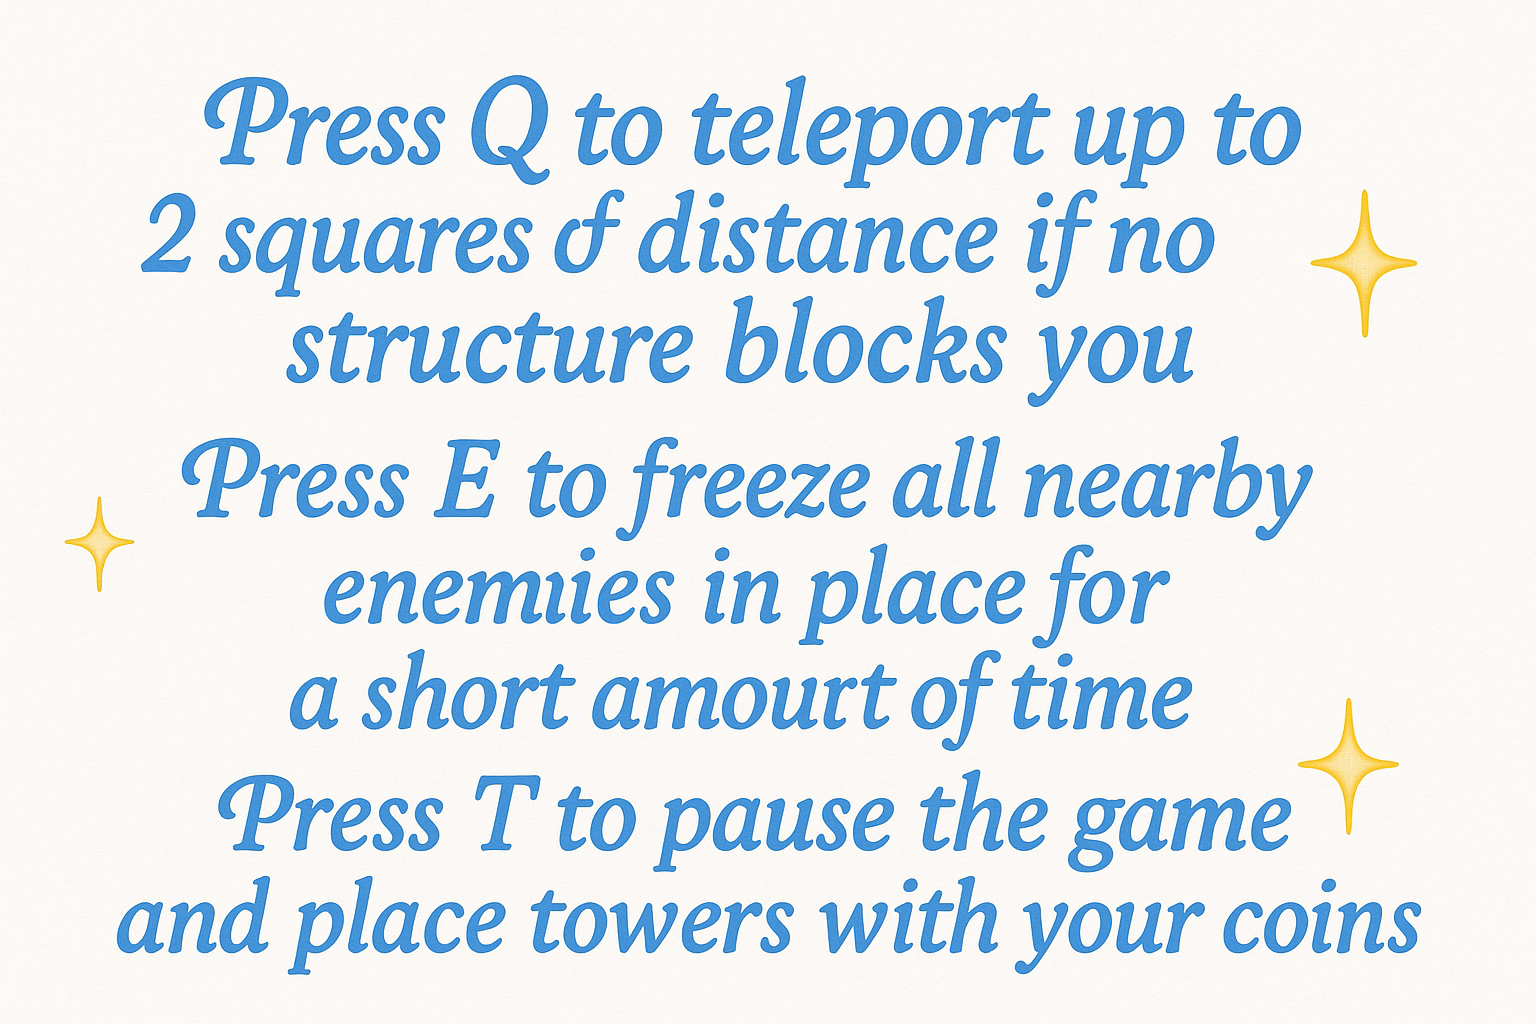 Press Q to teleport up to
2 squares of distance if no
structure blocks you
Press E to freeze all nearby
enemıies in place for
a short amourt of time
Press T to pause the game
and place towers with your coins